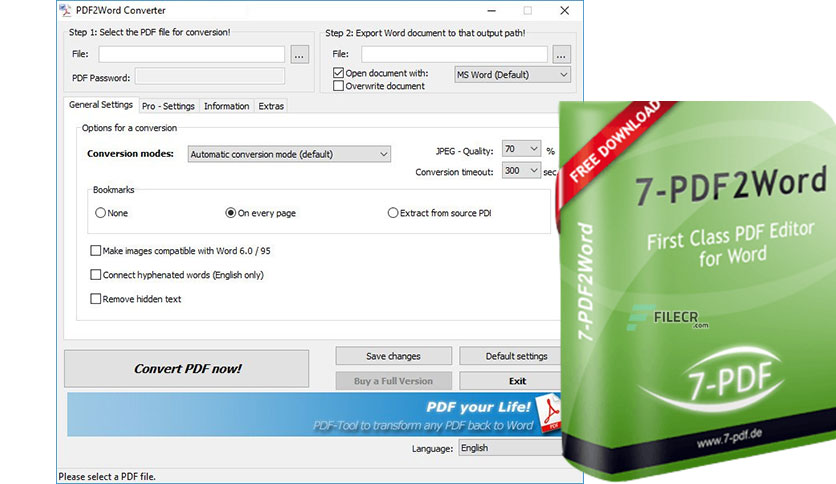 PDF2Word Converter
Step 1: Select the PDF file for conversion!
File:
...
PDF Password:
Step 2: Export Word document to that output path!
File:
...
Open document with:
MS Word (Default)
Overwrite document
General Settings
Pro - Settings
Information
Extras
Options for a conversion
Conversion modes:
Automatic conversion mode (default)
JPEG - Quality:
70
%
Conversion timeout:
300
sec
Bookmarks
None
On every page
Extract from source PDI
Make images compatible with Word 6.0 / 95
Connect hyphenated words (English only)
Remove hidden text
Convert PDF now!
Save changes
Default settings
Buy a Full Version
Exit
PDF your Life!
PDF-Tool to transform any PDF back to Word
PDF
Language:
English
Please select a PDF file.
FREE DOWNLOAD
7-PDF2Word
7-PDF2Word
First Class PDF Editor
for Word
FILECR
.com
7-PDF
www.7-pdf.de